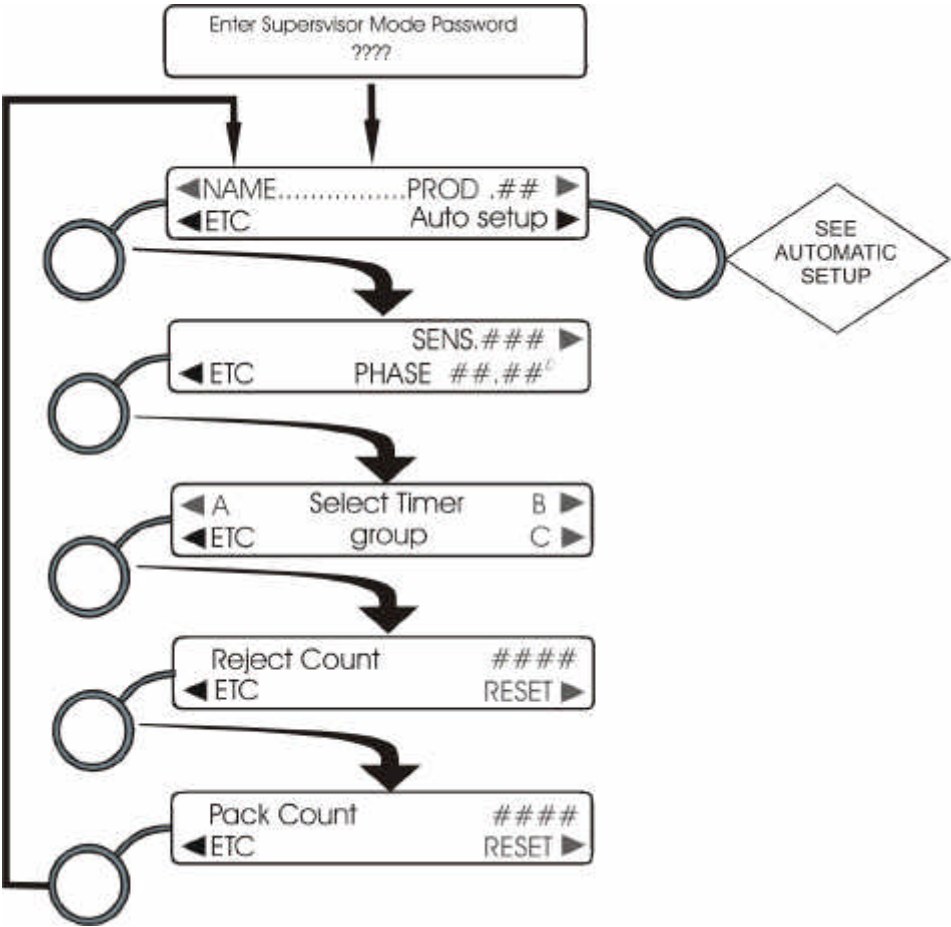 Enter Supersvisor Mode Password
????
◀NAME...............PROD .## ▶
◀ETC Auto setup ▶
SEE
AUTOMATIC
SETUP
SENS.### ▶
◀ETC PHASE ##.##°
◀A Select Timer B ▶
◀ETC group C ▶
Reject Count ####
◀ETC RESET ▶
Pack Count ####
◀ETC RESET ▶